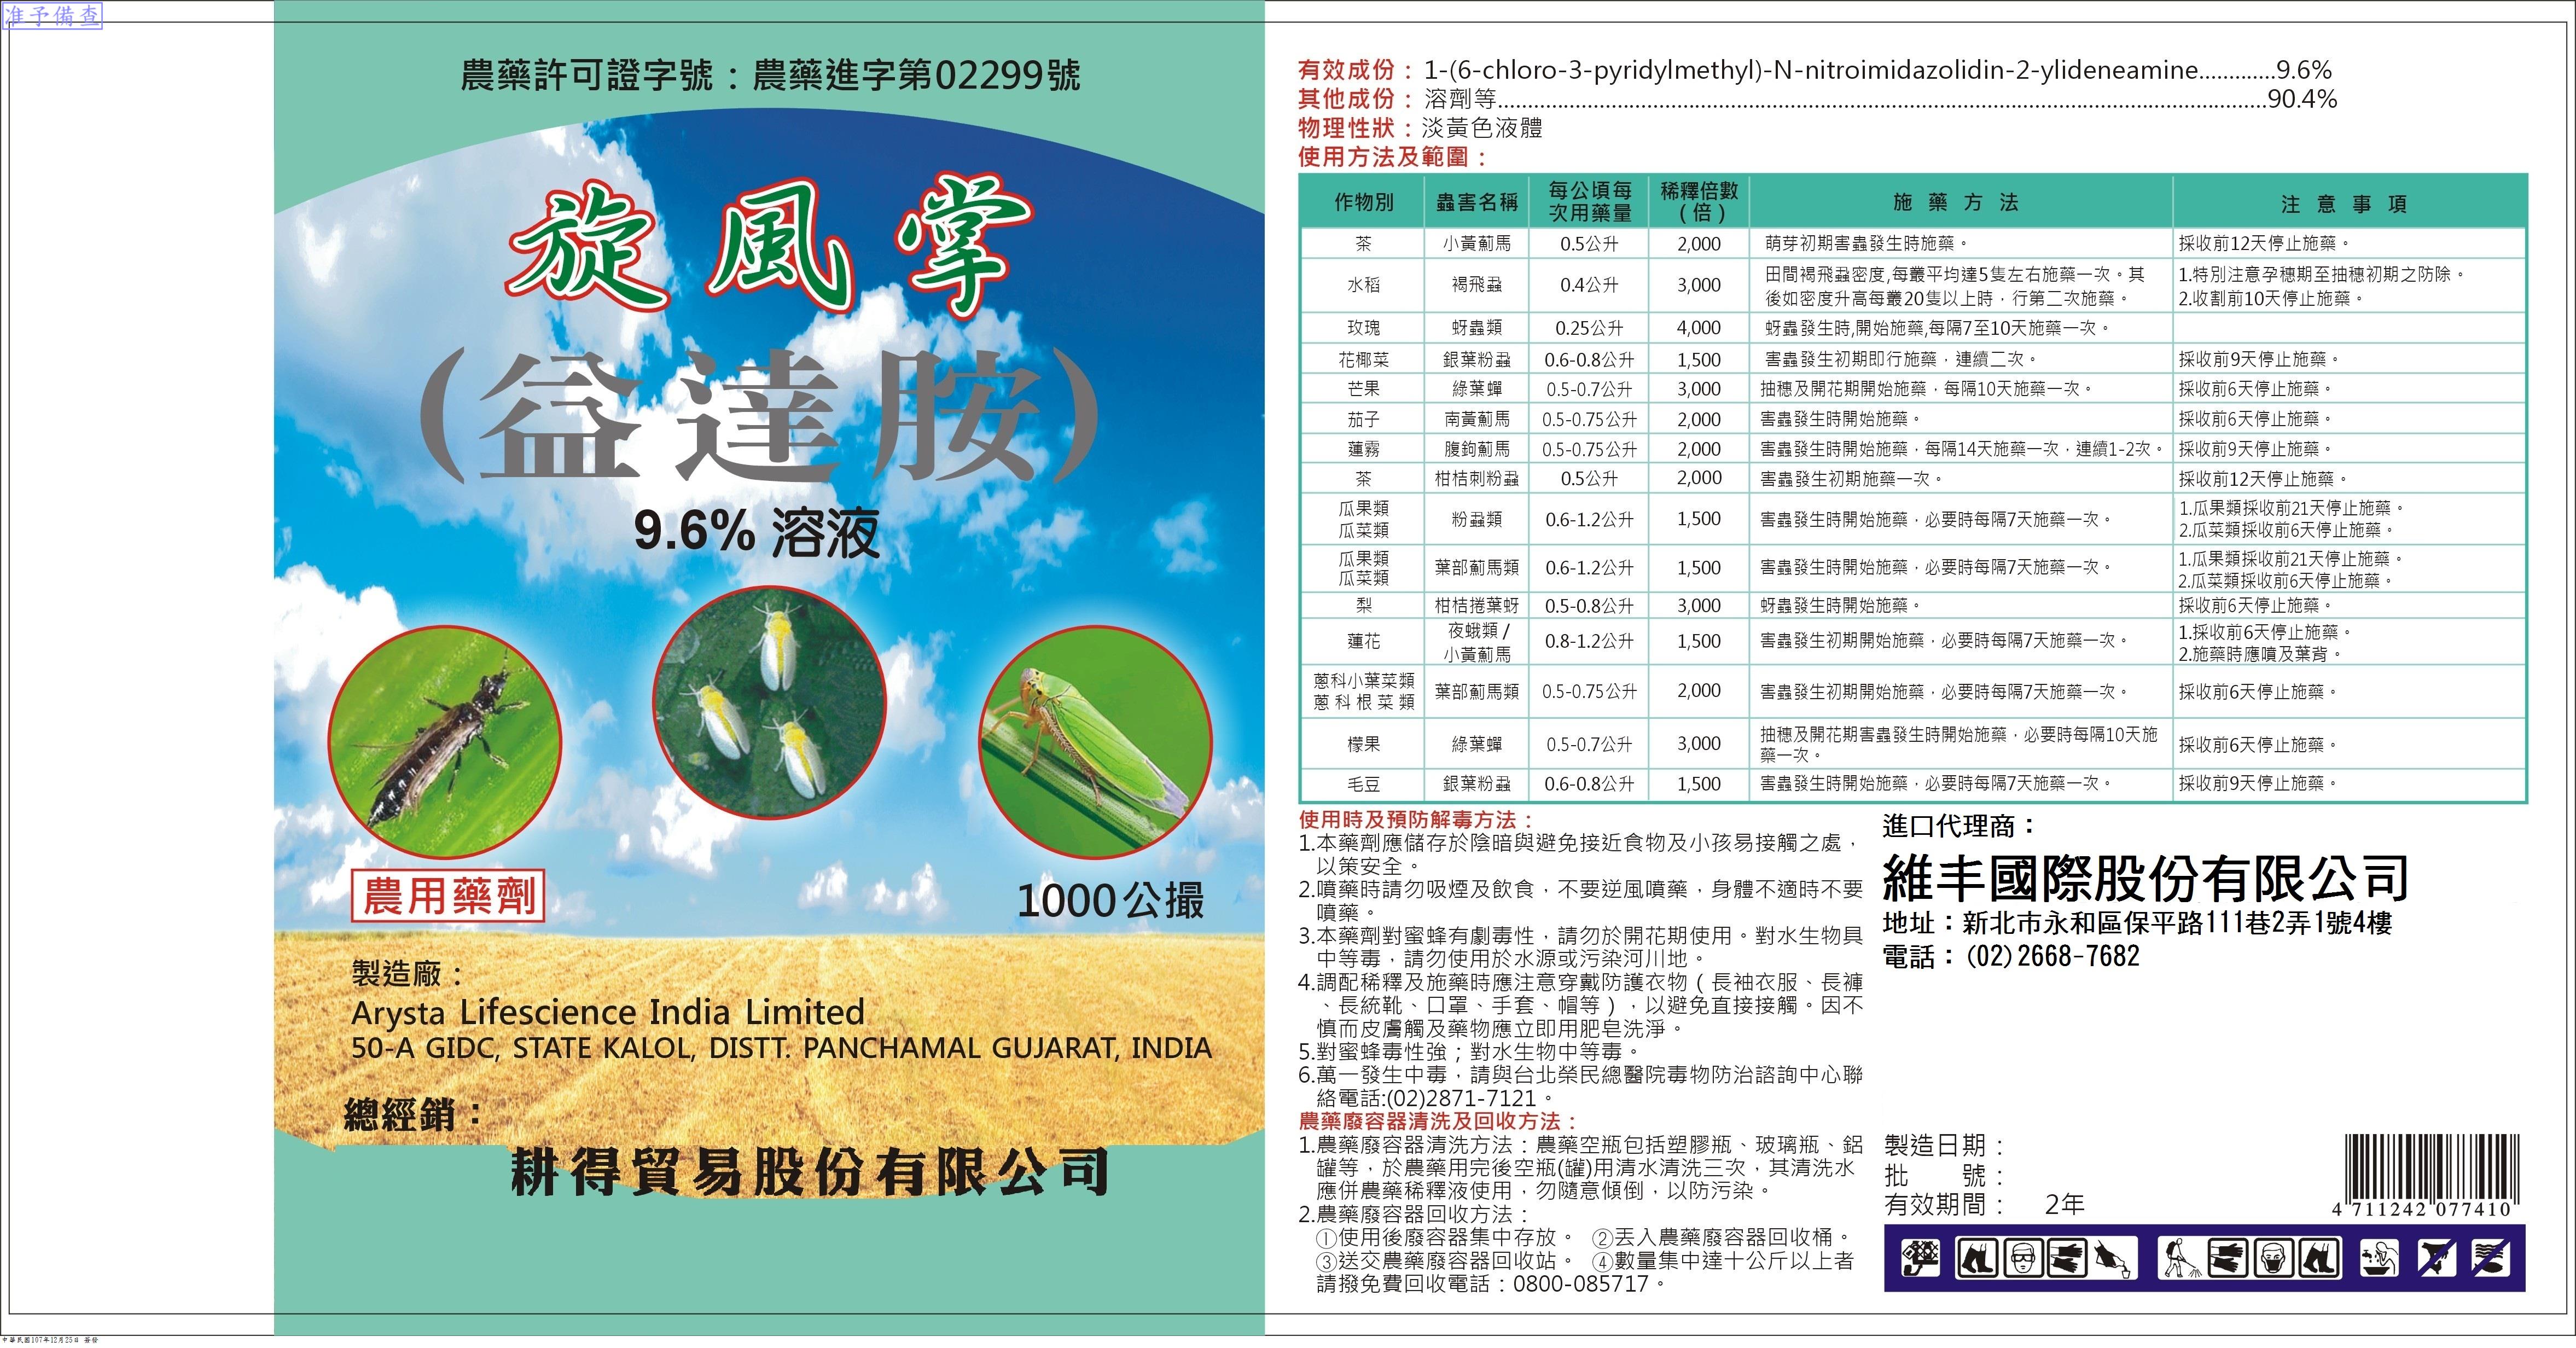 准予備查
農藥許可證字號：農藥進字第02299號
旋風掌
(益達胺)
9.6% 溶液
農用藥劑
1000公撮
製造廠：
Arysta Lifescience India Limited
50-A GIDC, STATE KALOL, DISTT. PANCHAMAL GUJARAT, INDIA
總經銷：
耕得貿易股份有限公司
有效成份：1-(6-chloro-3-pyridylmethyl)-N-nitroimidazolidin-2-ylideneamine.............9.6%
其他成份：溶劑等....................................................................................................................................90.4%
物理性狀：淡黃色液體
使用方法及範圍：
作物別 蟲害名稱 每公頃每次用藥量 稀釋倍數（倍） 施藥方法 注意事項
茶 小黃薊馬 0.5公升 2,000 萌芽初期害蟲發生時施藥。 採收前12天停止施藥。
水稻 褐飛蝨 0.4公升 3,000 田間褐飛蝨密度,每叢平均達5隻左右施藥一次。其 1.特別注意孕穗期至抽穗初期之防除。
後如密度升高每叢20隻以上時，行第二次施藥。 2.收割前10天停止施藥。
玫瑰 蚜蟲類 0.25公升 4,000 蚜蟲發生時,開始施藥,每隔7至10天施藥一次。
花椰菜 銀葉粉蝨 0.6-0.8公升 1,500 害蟲發生初期即行施藥，連續二次。 採收前9天停止施藥。
芒果 綠葉蟬 0.5-0.7公升 3,000 抽穗及開花期開始施藥，每隔10天施藥一次。 採收前6天停止施藥。
茄子 南黃薊馬 0.5-0.75公升 2,000 害蟲發生時開始施藥。 採收前6天停止施藥。
蓮霧 腹鉤薊馬 0.5-0.75公升 2,000 害蟲發生時開始施藥，每隔14天施藥一次，連續1-2次。 採收前9天停止施藥。
茶 柑桔刺粉蝨 0.5公升 2,000 害蟲發生初期施藥一次。 採收前12天停止施藥。
瓜果類 瓜菜類 粉蝨類 0.6-1.2公升 1,500 害蟲發生時開始施藥，必要時每隔7天施藥一次。 1.瓜果類採收前21天停止施藥。
2.瓜菜類採收前6天停止施藥。
瓜果類 瓜菜類 葉部薊馬類 0.6-1.2公升 1,500 害蟲發生時開始施藥，必要時每隔7天施藥一次。 1.瓜果類採收前21天停止施藥。
2.瓜菜類採收前6天停止施藥。
梨 柑桔捲葉蚜 0.5-0.8公升 3,000 蚜蟲發生時開始施藥。 採收前6天停止施藥。
蓮花 夜蛾類/小黃薊馬 0.8-1.2公升 1,500 害蟲發生初期開始施藥，必要時每隔7天施藥一次。 1.採收前6天停止施藥。
2.施藥時應噴及葉背。
蔥科小葉菜類 蔥科根菜類 葉部薊馬類 0.5-0.75公升 2,000 害蟲發生初期開始施藥，必要時每隔7天施藥一次。 採收前6天停止施藥。
檬果 綠葉蟬 0.5-0.7公升 3,000 抽穗及開花期害蟲發生時開始施藥，必要時每隔10天施 採收前6天停止施藥。
藥一次。
毛豆 銀葉粉蝨 0.6-0.8公升 1,500 害蟲發生時開始施藥，必要時每隔7天施藥一次。 採收前9天停止施藥。
使用時及預防解毒方法：
1.本藥劑應儲存於陰暗與避免接近食物及小孩易接觸之處，
以策安全。
2.噴藥時請勿吸煙及飲食，不要逆風噴藥，身體不適時不要
噴藥。
3.本藥劑對蜜蜂有劇毒性，請勿於開花期使用。對水生物具
中等毒，請勿使用於水源或污染河川地。
4.調配稀釋及施藥時應注意穿戴防護衣物（長袖衣服、長褲
、長統靴、口罩、手套、帽等），以避免直接接觸。因不
慎而皮膚觸及藥物應立即用肥皂洗淨。
5.對蜜蜂毒性強；對水生物中等毒。
6.萬一發生中毒，請與台北榮民總醫院毒物防治諮詢中心聯
絡電話:(02)2871-7121。
農藥廢容器清洗及回收方法：
1.農藥廢容器清洗方法：農藥空瓶包括塑膠瓶、玻璃瓶、鋁
罐等，於農藥用完後空瓶(罐)用清水清洗三次，其清洗水
應併農藥稀釋液使用，勿隨意傾倒，以防污染。
2.農藥廢容器回收方法：
①使用後廢容器集中存放。 ②丟入農藥廢容器回收桶。
③送交農藥廢容器回收站。 ④數量集中達十公斤以上者
請撥免費回收電話：0800-085717。
進口代理商：
維丰國際股份有限公司
地址：新北市永和區保平路111巷2弄1號4樓
電話：(02)2668-7682
製造日期：
批 號：
有效期間： 2年
4 711242 077410
中華民國107年12月25日 簽發